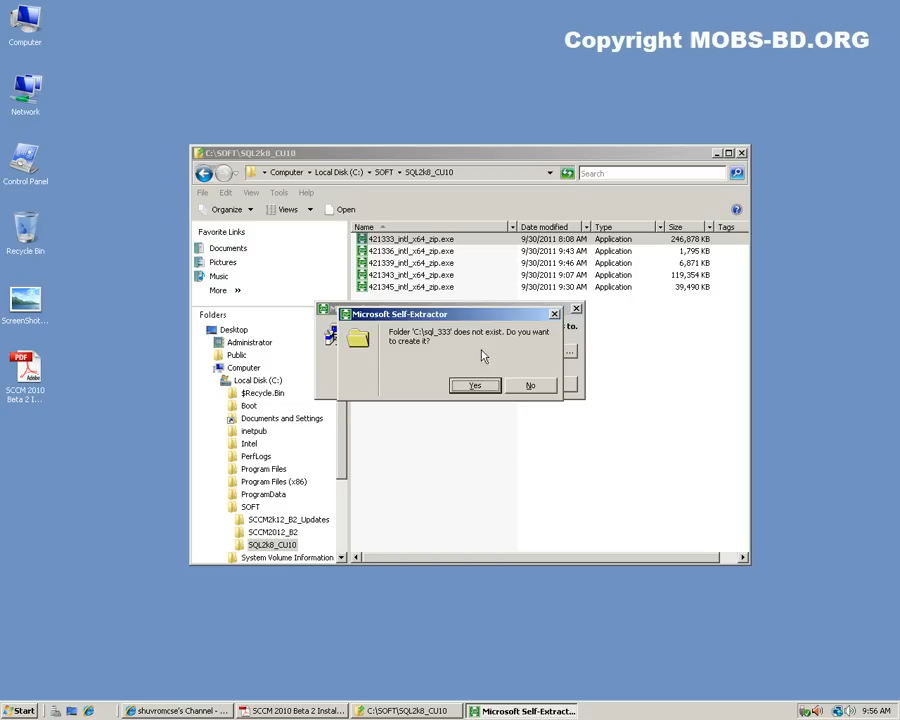 Computer
Network
Control Panel
Recycle Bin
ScreenShot...
SCCM 2010
Beta 2 I...
Copyright MOBS-BD.ORG
C:\SOFT\SQL2k8_CU10
Computer
Local Disk (C:)
SOFT
SQL2k8_CU10
Search
File Edit View Tools Help
Organize Views Open
Favorite Links
Documents
Pictures
Music
More »
Folders
Desktop
Administrator
Public
Computer
Local Disk (C:)
$Recycle.Bin
Boot
Documents and Settings
inetpub
Intel
PerfLogs
Program Files
Program Files (x86)
ProgramData
SOFT
SCCM2k12_B2_Updates
SCCM2012_B2
SQL2k8_CU10
System Volume Information
Name Date modified Type Size Tags
421333_intl_x64_zip.exe 9/30/2011 8:08 AM Application 246,878 KB
421336_intl_x64_zip.exe 9/30/2011 9:43 AM Application 1,795 KB
421339_intl_x64_zip.exe 9/30/2011 9:46 AM Application 6,871 KB
421343_intl_x64_zip.exe 9/30/2011 9:07 AM Application 119,354 KB
421345_intl_x64_zip.exe 9/30/2011 9:30 AM Application 39,490 KB
Microsoft Self-Extractor
Folder 'C:\sql_333' does not exist. Do you want
to create it?
Yes No
s to.
...
Start
shuvromcse's Channel - ...
SCCM 2010 Beta 2 Instal...
C:\SOFT\SQL2k8_CU10
Microsoft Self-Extract...
9:56 AM